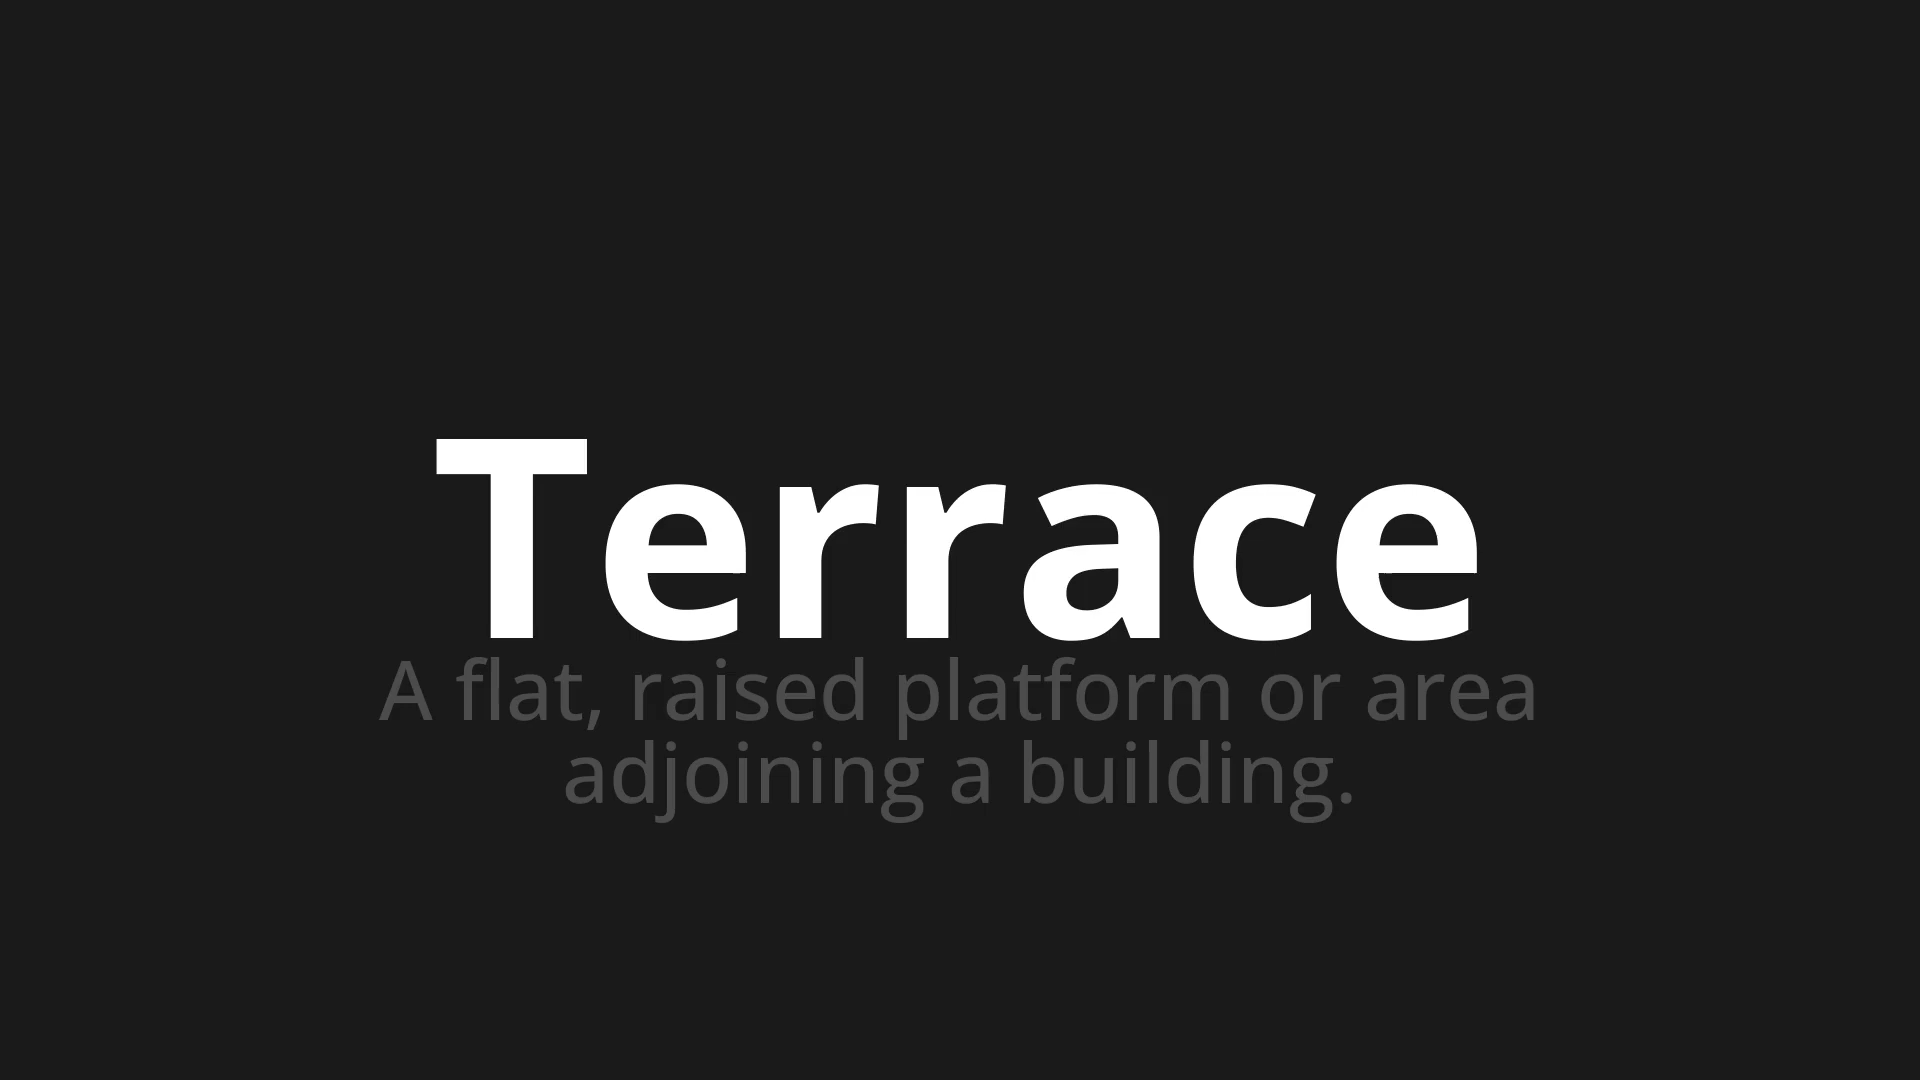 Terrace
A flat, raised platform or area
adjoining a building.